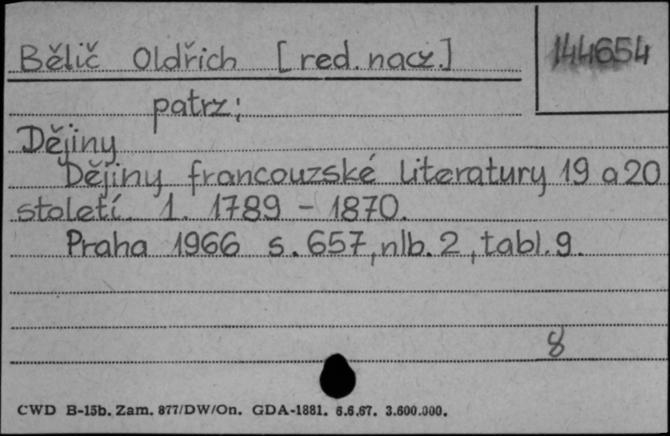 Bělič Oldřich [red. nacz.]
144654
patrz;
Dějiny
Dějiny francouzské literatury 19 a 20
století. 1. 1789 - 1870.
Praha 1966 s. 657, nlb. 2, tabl. 9.
8
CWD B-15b. Zam. 877/DW/On. GDA-1881. 6.6.67. 3.600.000.